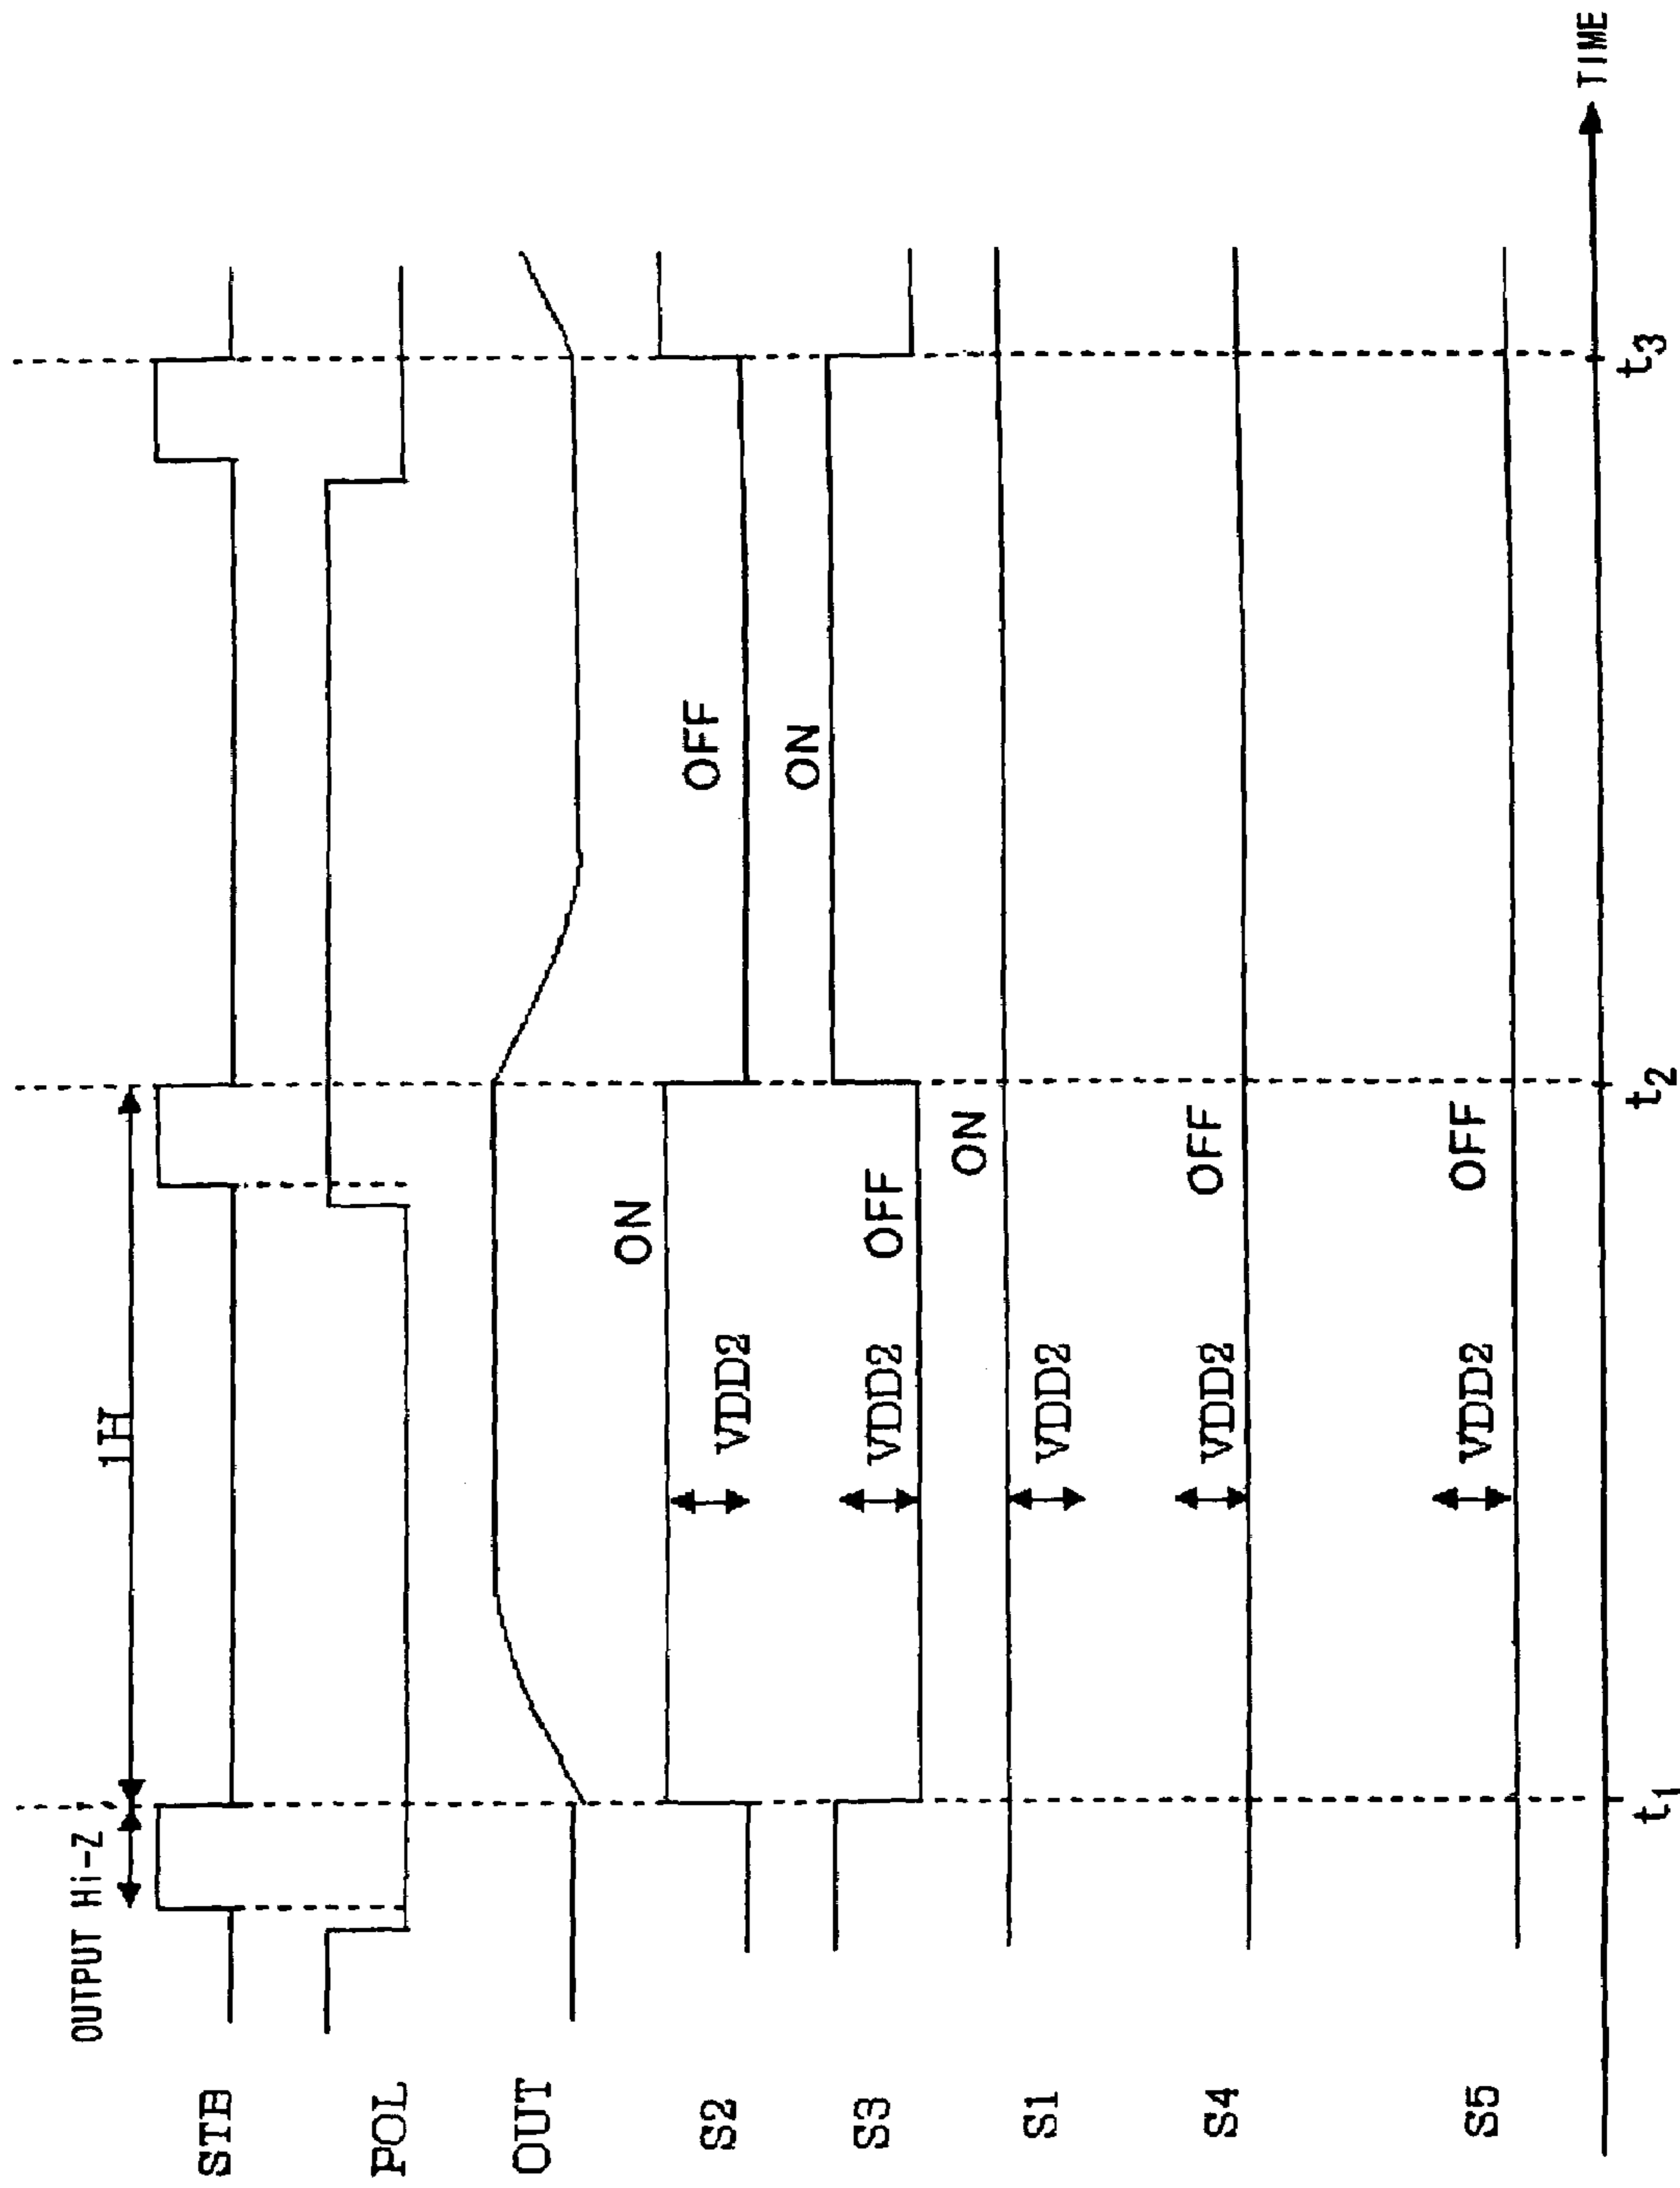 OUTPUT Hi-Z
1H
STB
POL
OUT
S2
ON
OFF
VDD2
S3
OFF
ON
VDD2
S1
ON
VDD2
S4
OFF
VDD2
S5
OFF
VDD2
t1
t2
t3
TIME